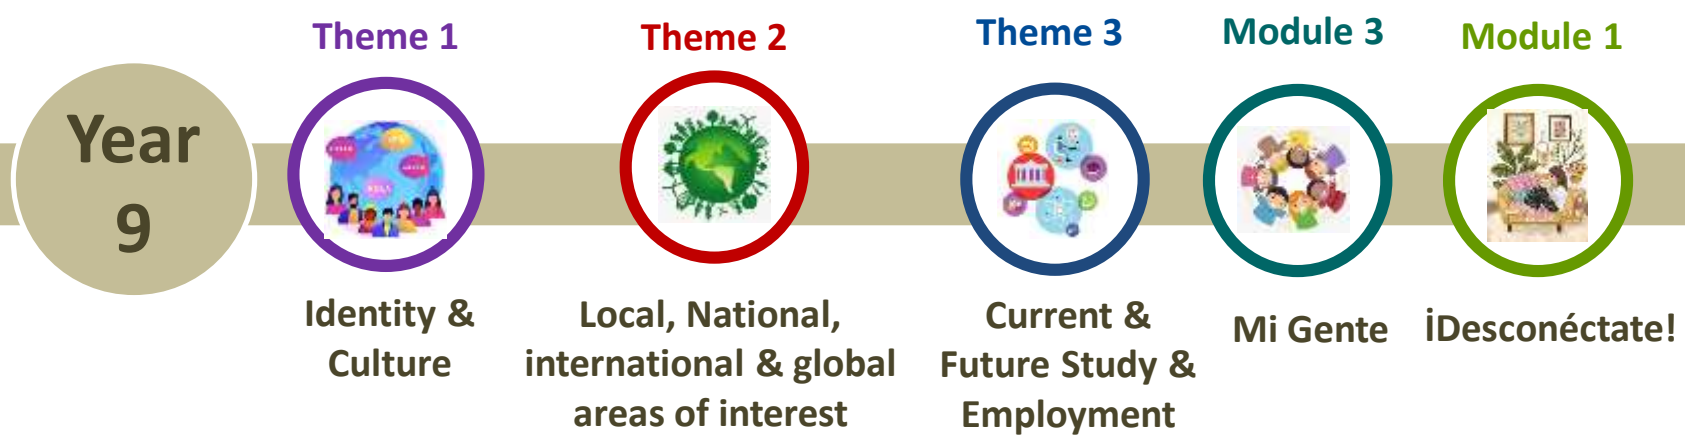 Theme 1
Theme 2
Theme 3
Module 3
Module 1
Year
9
Identity &
Culture
Local, National,
international & global
areas of interest
Current &
Future Study &
Employment
Mi Gente
¡Desconéctate!